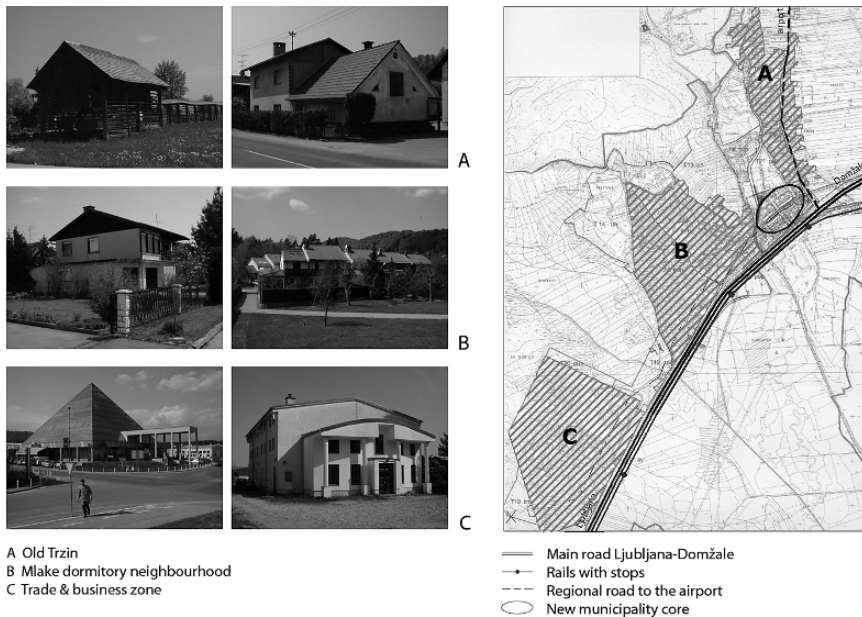 A
B
C
A Old Trzin
B Mlake dormitory neighbourhood
C Trade & business zone
airport
A
Domžale
B
C
Ljubljana
Main road Ljubljana-Domžale
Rails with stops
Regional road to the airport
New municipality core